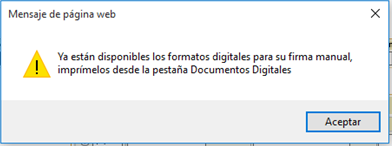 Mensaje de página web
Ya están disponibles los formatos digitales para su firma manual,
imprímelos desde la pestaña Documentos Digitales
Aceptar